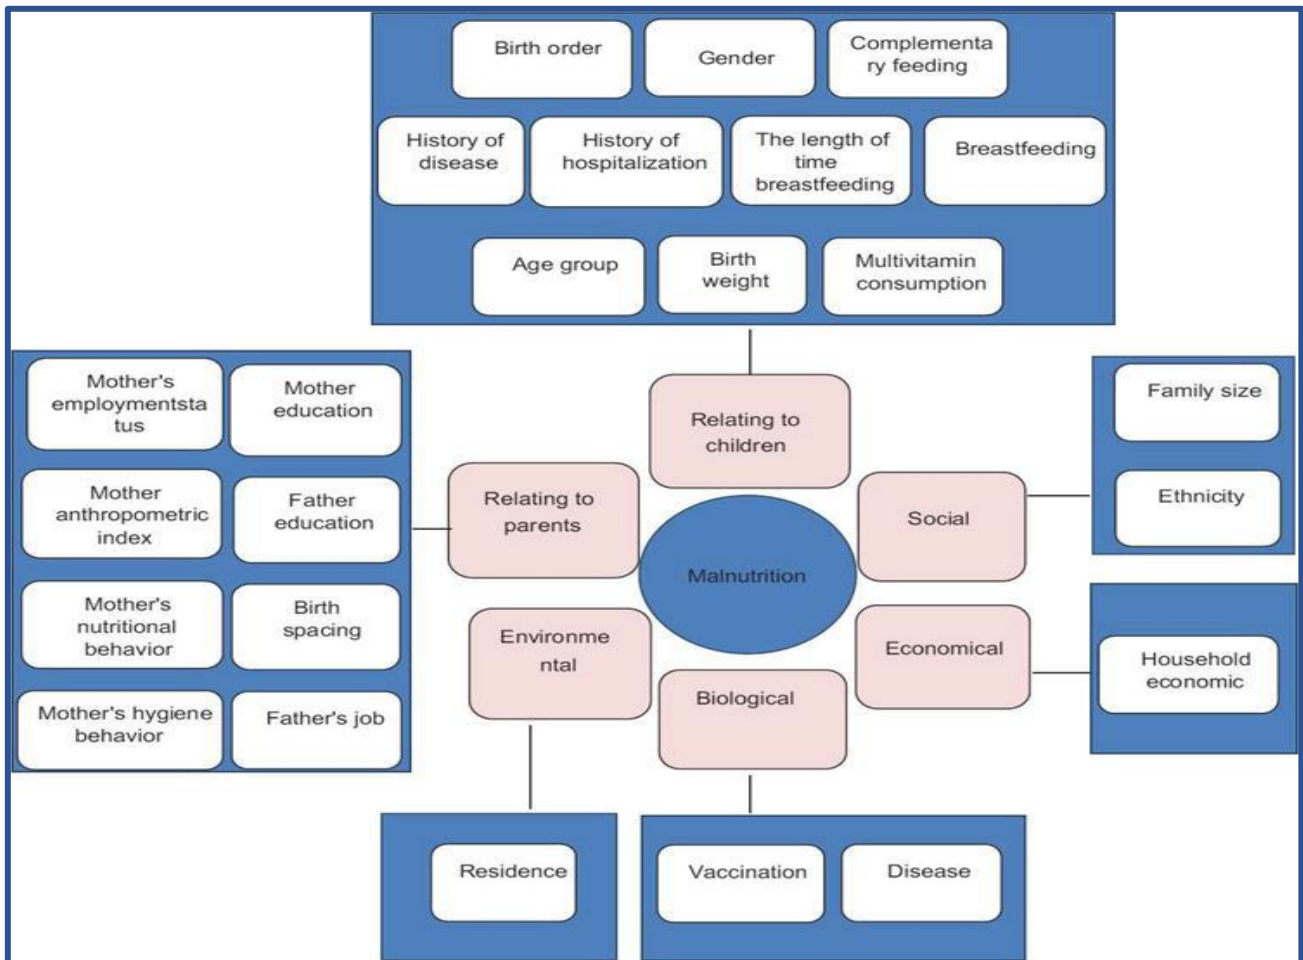 Birth order
Gender
Complementa
ry feeding
History of
disease
History of
hospitalization
The length of
time
breastfeeding
Breastfeeding
Age group
Birth
weight
Multivitamin
consumption
Mother's
employmentsta
tus
Mother
education
Mother
anthropometric
index
Father
education
Mother's
nutritional
behavior
Birth
spacing
Mother's hygiene
behavior
Father's job
Relating to
children
Relating to
parents
Social
Malnutrition
Environme
ntal
Economical
Biological
Family size
Ethnicity
Household
economic
Residence
Vaccination
Disease